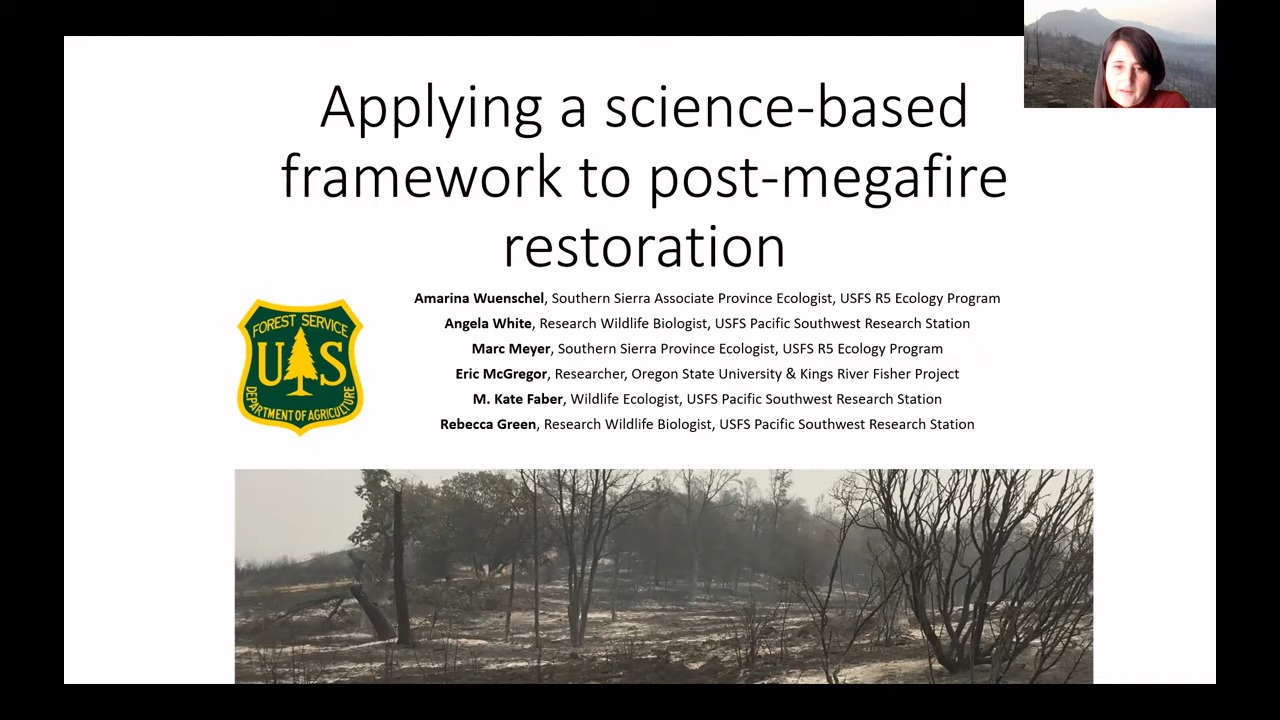 Applying a science-based
framework to post-megafire
restoration
Amarina Wuenschel, Southern Sierra Associate Province Ecologist, USFS R5 Ecology Program
Angela White, Research Wildlife Biologist, USFS Pacific Southwest Research Station
Marc Meyer, Southern Sierra Province Ecologist, USFS R5 Ecology Program
Eric McGregor, Researcher, Oregon State University & Kings River Fisher Project
M. Kate Faber, Wildlife Ecologist, USFS Pacific Southwest Research Station
Rebecca Green, Research Wildlife Biologist, USFS Pacific Southwest Research Station
FOREST SERVICE
U S
DEPARTMENT OF AGRICULTURE